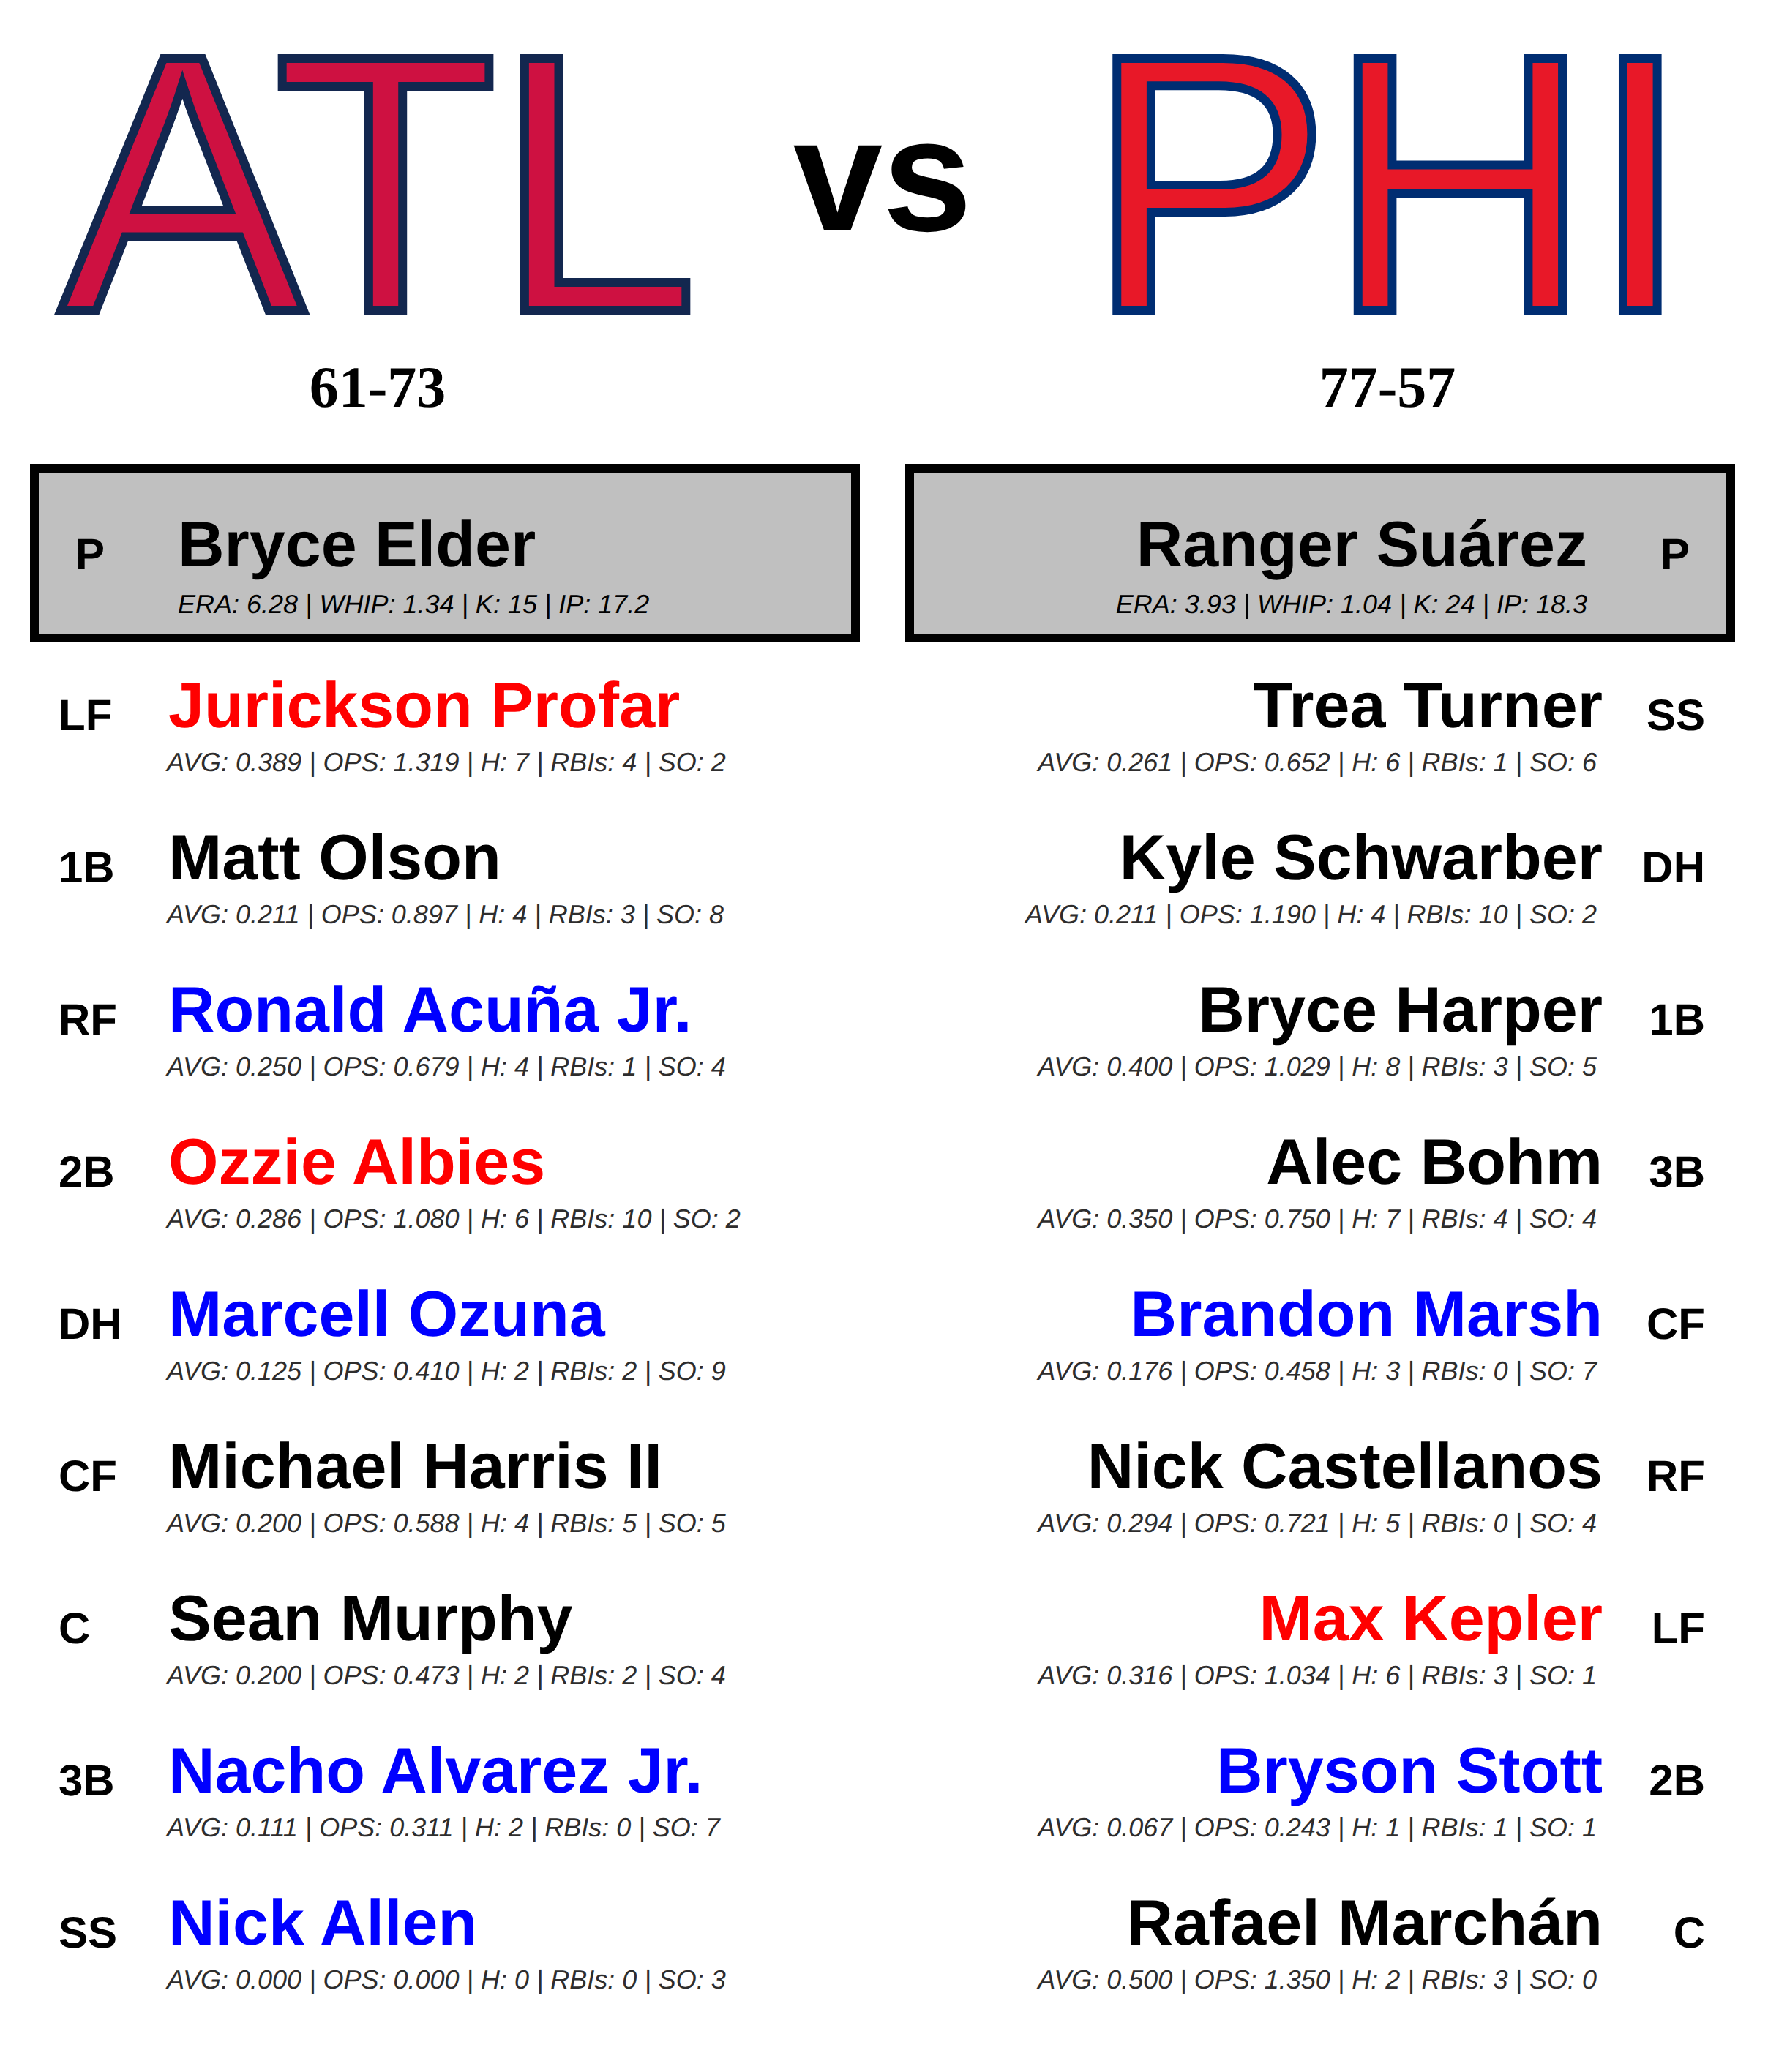 ATL vs PHI
61-73 77-57
P Bryce Elder
ERA: 6.28 | WHIP: 1.34 | K: 15 | IP: 17.2
Ranger Suárez P
ERA: 3.93 | WHIP: 1.04 | K: 24 | IP: 18.3
LF Jurickson Profar
AVG: 0.389 | OPS: 1.319 | H: 7 | RBIs: 4 | SO: 2
1B Matt Olson
AVG: 0.211 | OPS: 0.897 | H: 4 | RBIs: 3 | SO: 8
RF Ronald Acuña Jr.
AVG: 0.250 | OPS: 0.679 | H: 4 | RBIs: 1 | SO: 4
2B Ozzie Albies
AVG: 0.286 | OPS: 1.080 | H: 6 | RBIs: 10 | SO: 2
DH Marcell Ozuna
AVG: 0.125 | OPS: 0.410 | H: 2 | RBIs: 2 | SO: 9
CF Michael Harris II
AVG: 0.200 | OPS: 0.588 | H: 4 | RBIs: 5 | SO: 5
C Sean Murphy
AVG: 0.200 | OPS: 0.473 | H: 2 | RBIs: 2 | SO: 4
3B Nacho Alvarez Jr.
AVG: 0.111 | OPS: 0.311 | H: 2 | RBIs: 0 | SO: 7
SS Nick Allen
AVG: 0.000 | OPS: 0.000 | H: 0 | RBIs: 0 | SO: 3
Trea Turner SS
AVG: 0.261 | OPS: 0.652 | H: 6 | RBIs: 1 | SO: 6
Kyle Schwarber DH
AVG: 0.211 | OPS: 1.190 | H: 4 | RBIs: 10 | SO: 2
Bryce Harper 1B
AVG: 0.400 | OPS: 1.029 | H: 8 | RBIs: 3 | SO: 5
Alec Bohm 3B
AVG: 0.350 | OPS: 0.750 | H: 7 | RBIs: 4 | SO: 4
Brandon Marsh CF
AVG: 0.176 | OPS: 0.458 | H: 3 | RBIs: 0 | SO: 7
Nick Castellanos RF
AVG: 0.294 | OPS: 0.721 | H: 5 | RBIs: 0 | SO: 4
Max Kepler LF
AVG: 0.316 | OPS: 1.034 | H: 6 | RBIs: 3 | SO: 1
Bryson Stott 2B
AVG: 0.067 | OPS: 0.243 | H: 1 | RBIs: 1 | SO: 1
Rafael Marchán C
AVG: 0.500 | OPS: 1.350 | H: 2 | RBIs: 3 | SO: 0